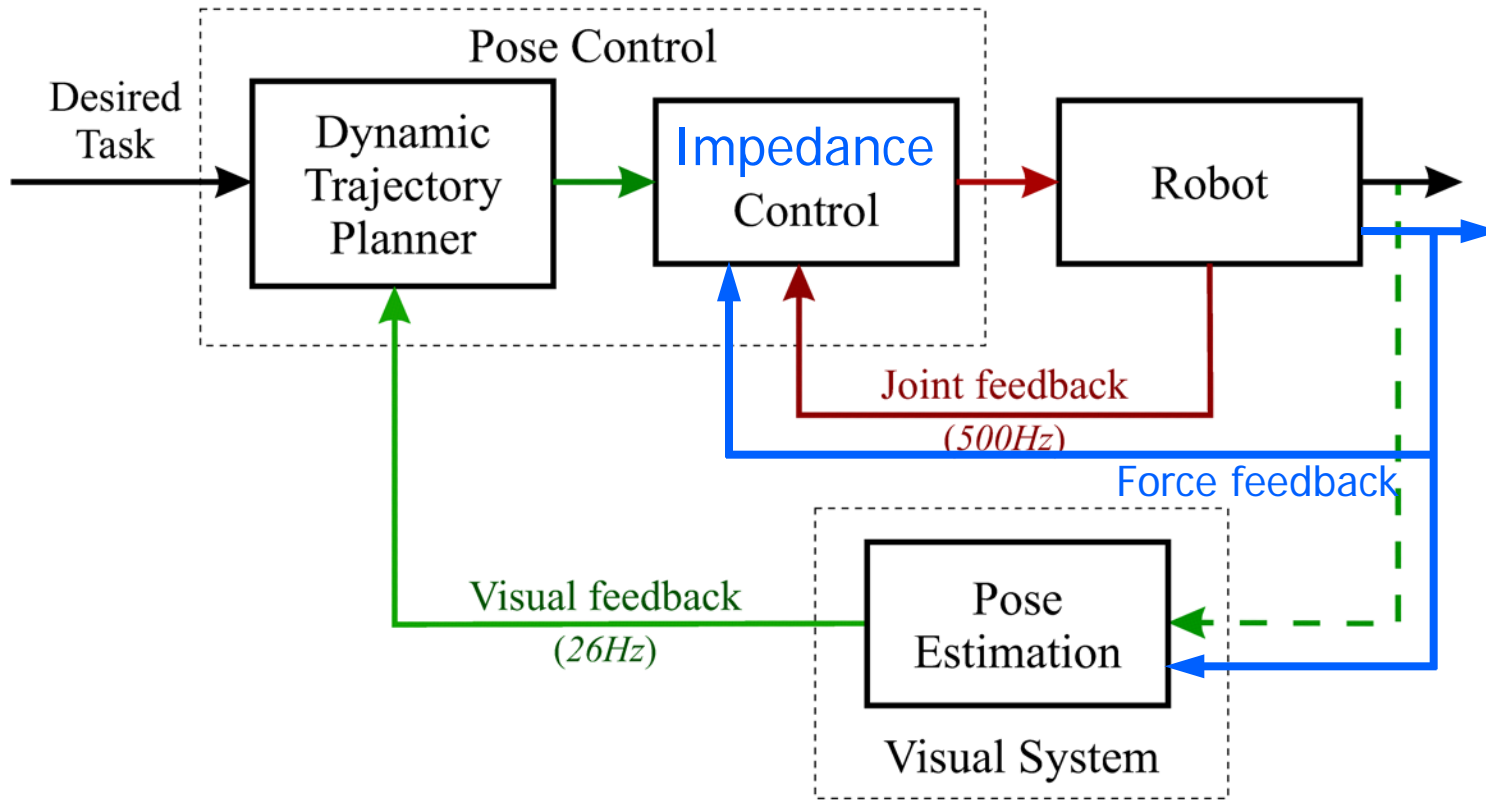 Pose Control
Desired
Task
Dynamic
Trajectory
Planner
Impedance
Control
Robot
Joint feedback
(500Hz)
Force feedback
Visual feedback
(26Hz)
Pose
Estimation
Visual System